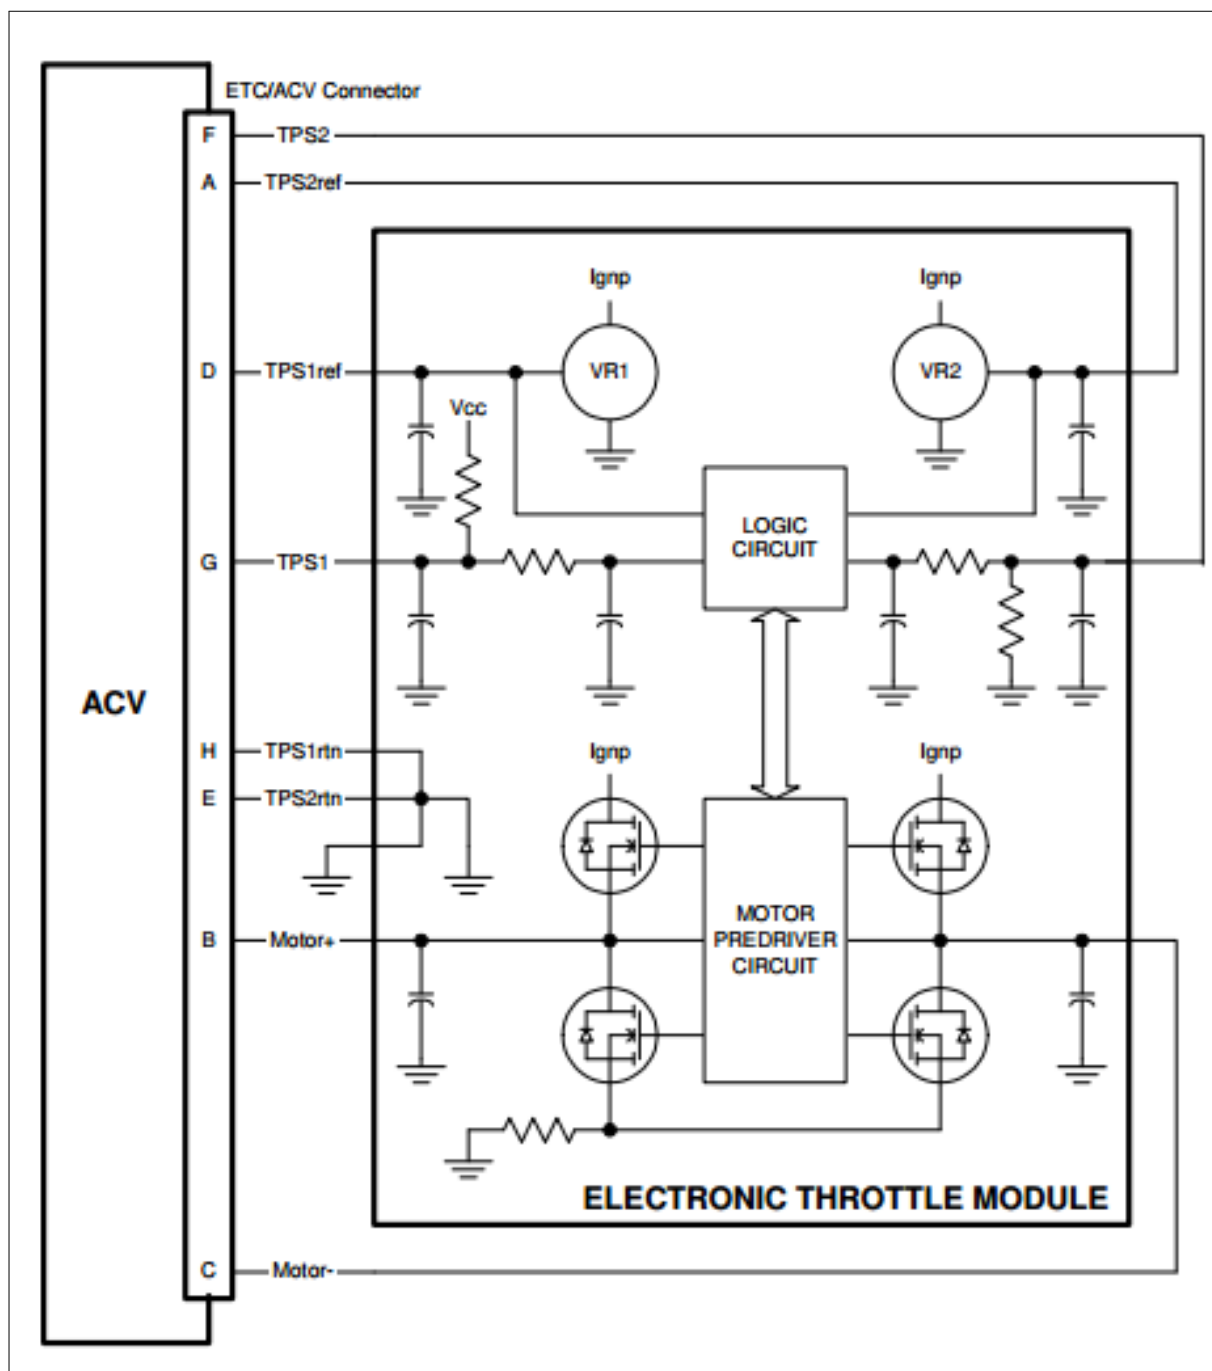 ETC/ACV Connector
F TPS2
A TPS2ref
Ignp Ignp
D TPS1ref VR1 VR2
Vcc
LOGIC
CIRCUIT
G TPS1
ACV
H TPS1rtn Ignp Ignp
E TPS2rtn
MOTOR
B Motor+ PREDRIVER
CIRCUIT
ELECTRONIC THROTTLE MODULE
C Motor-